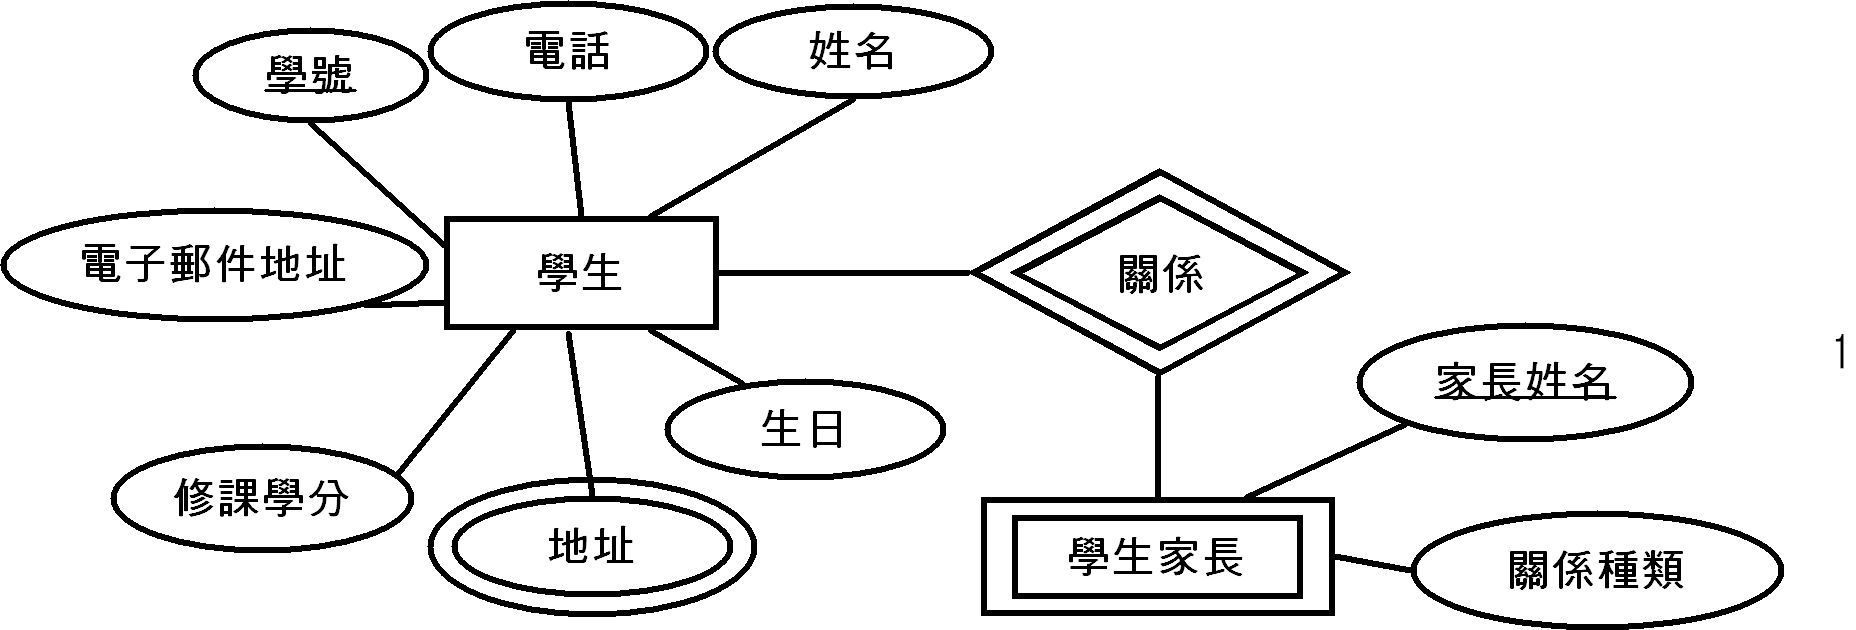 學號
電話
姓名
電子郵件地址
學生
關係
家長姓名
1
生日
修課學分
地址
學生家長
關係種類